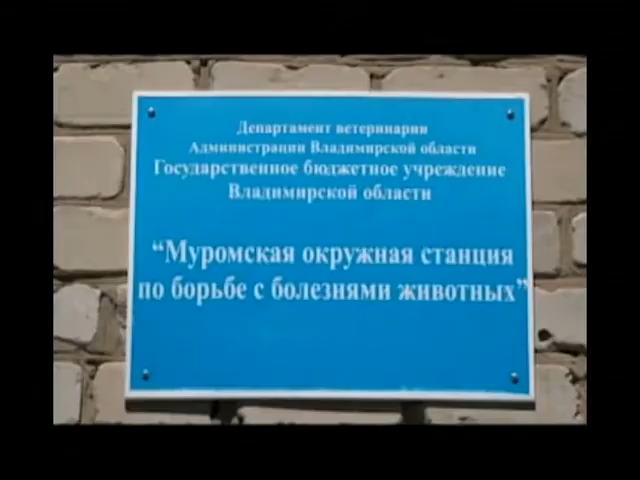 Департамент ветеринарии
Администрации Владимирской области
Государственное бюджетное учреждение
Владимирской области
“Муромская окружная станция
по борьбе с болезнями животных”